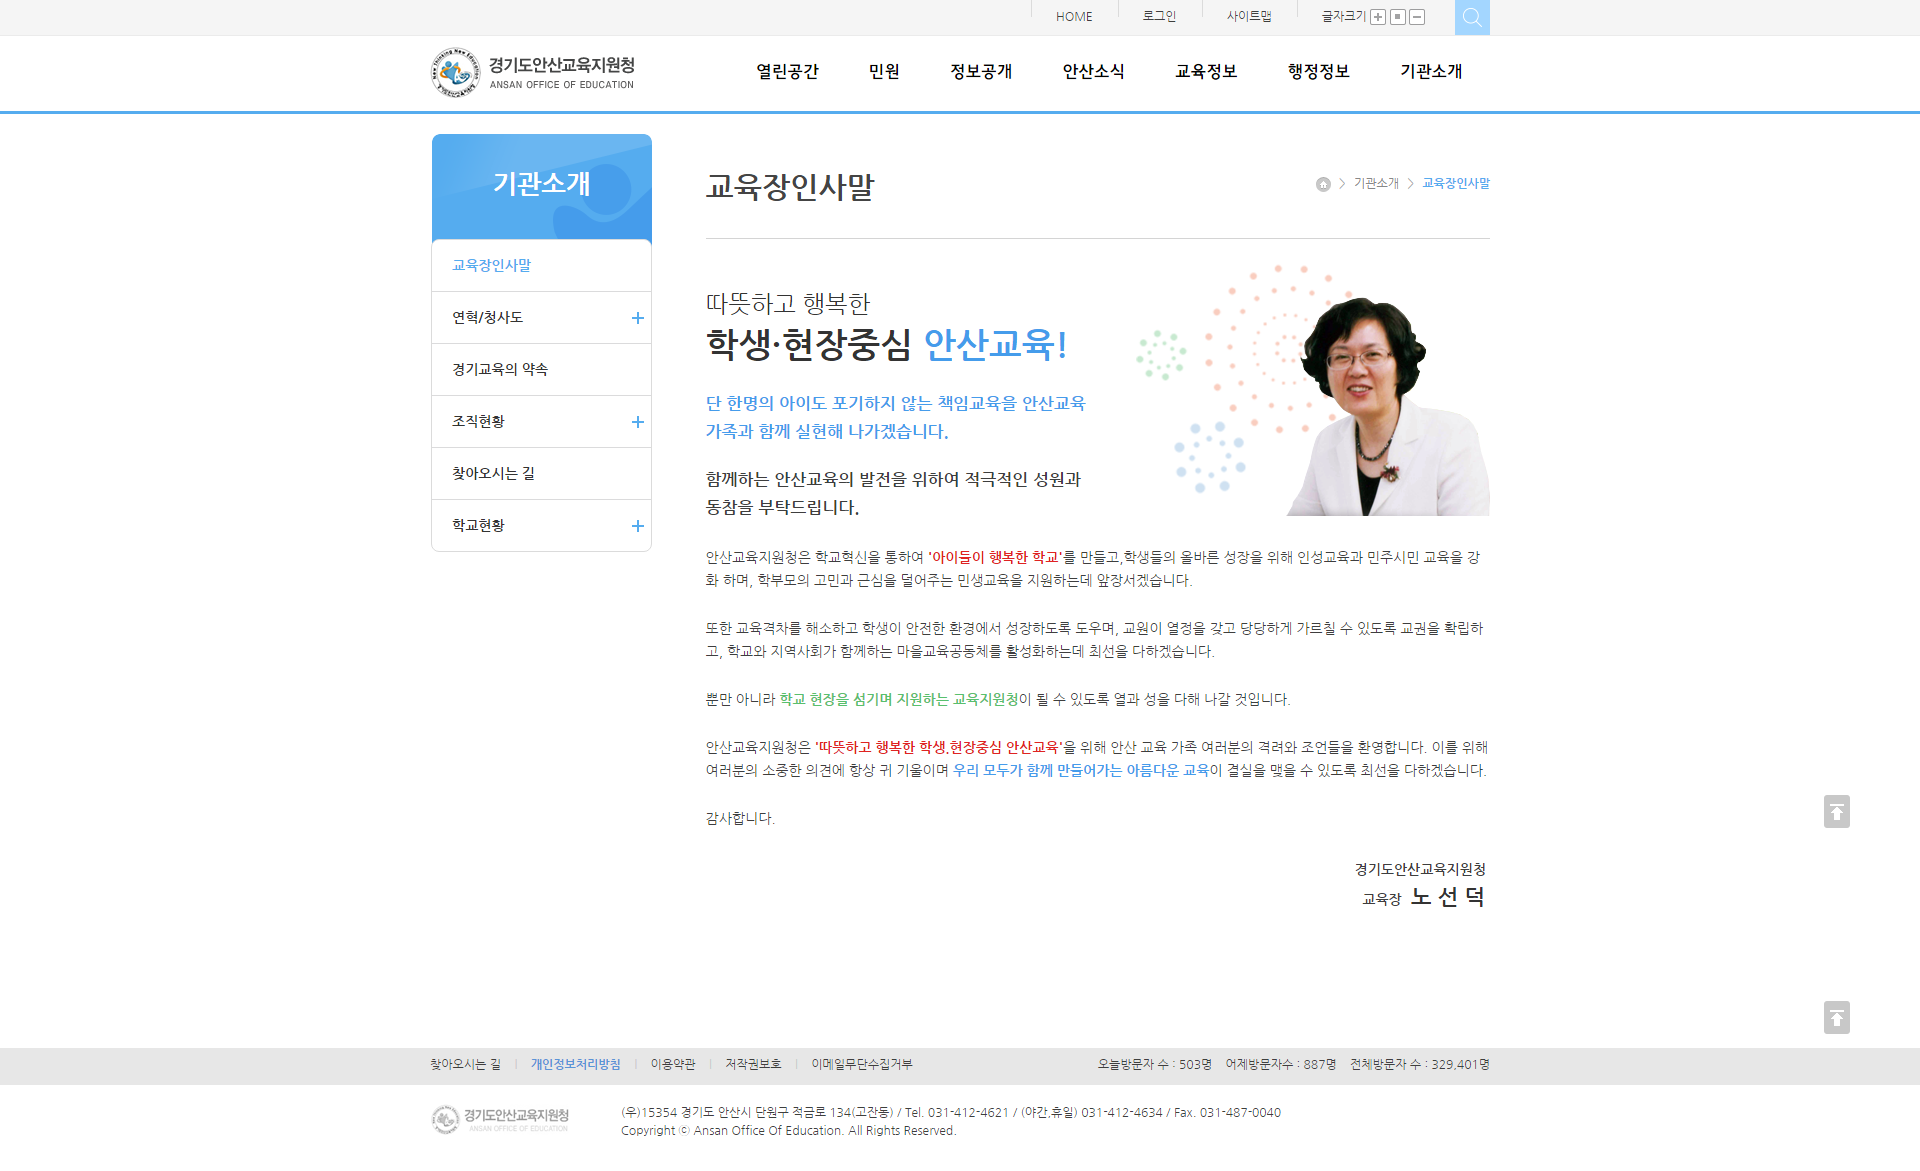 HOME 로그인 사이트맵 글자크기
경기도안산교육지원청
ANSAN OFFICE OF EDUCATION
열린공간 민원 정보공개 안산소식 교육정보 행정정보 기관소개
기관소개
교육장인사말
연혁/청사도
경기교육의 약속
조직현황
찾아오시는 길
학교현황
교육장인사말
기관소개 > 교육장인사말
따뜻하고 행복한
학생·현장중심 안산교육!
단 한명의 아이도 포기하지 않는 책임교육을 안산교육
가족과 함께 실현해 나가겠습니다.
함께하는 안산교육의 발전을 위하여 적극적인 성원과
동참을 부탁드립니다.
안산교육지원청은 학교혁신을 통하여 '아이들이 행복한 학교'를 만들고,학생들의 올바른 성장을 위해 인성교육과 민주시민 교육을 강
화 하며, 학부모의 고민과 근심을 덜어주는 민생교육을 지원하는데 앞장서겠습니다.
또한 교육격차를 해소하고 학생이 안전한 환경에서 성장하도록 도우며, 교원이 열정을 갖고 당당하게 가르칠 수 있도록 교권을 확립하
고, 학교와 지역사회가 함께하는 마을교육공동체를 활성화하는데 최선을 다하겠습니다.
뿐만 아니라 학교 현장을 섬기며 지원하는 교육지원청이 될 수 있도록 열과 성을 다해 나갈 것입니다.
안산교육지원청은 '따뜻하고 행복한 학생.현장중심 안산교육'을 위해 안산 교육 가족 여러분의 격려와 조언들을 환영합니다. 이를 위해
여러분의 소중한 의견에 항상 귀 기울이며 우리 모두가 함께 만들어가는 아름다운 교육이 결실을 맺을 수 있도록 최선을 다하겠습니다.
감사합니다.
경기도안산교육지원청
교육장 노 선 덕
찾아오시는 길 | 개인정보처리방침 | 이용약관 | 저작권보호 | 이메일무단수집거부
오늘방문자 수 : 503명 어제방문자수 : 887명 전체방문자 수 : 329,401명
경기도안산교육지원청
ANSAN OFFICE OF EDUCATION
(우)15354 경기도 안산시 단원구 적금로 134(고잔동) / Tel. 031-412-4621 / (야간,휴일) 031-412-4634 / Fax. 031-487-0040
Copyright ⓒ Ansan Office Of Education. All Rights Reserved.